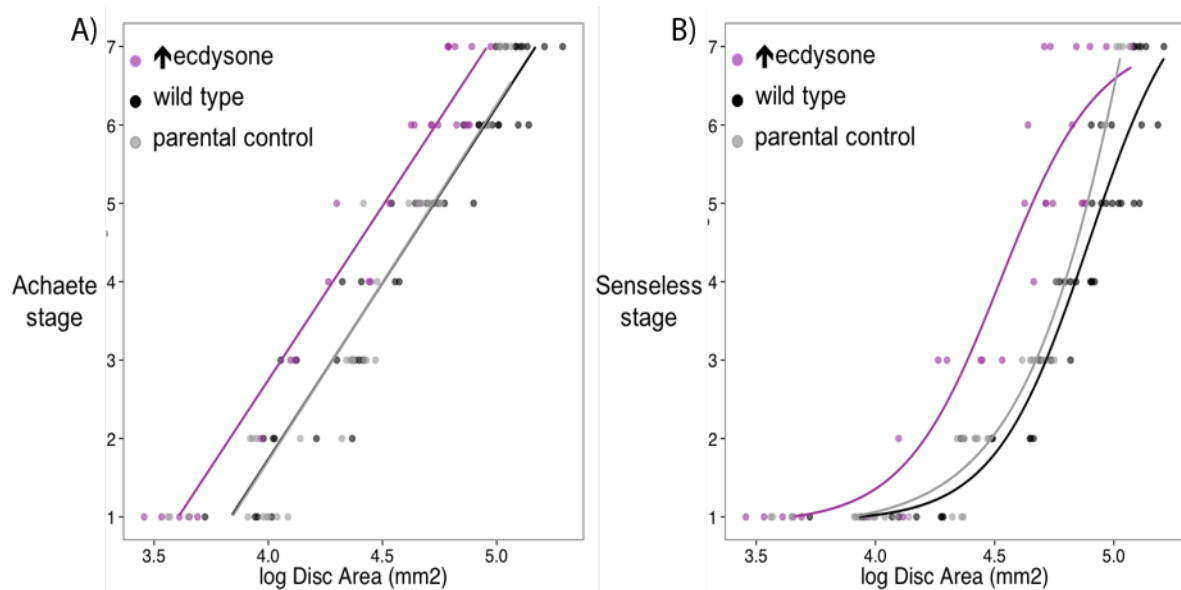 A)
↑ecdysone
wild type
parental control
7
6
5
4
3
2
1
Achaete
stage
3.5 4.0 4.5 5.0
log Disc Area (mm2)
B)
↑ecdysone
wild type
parental control
7
6
5
4
3
2
1
Senseless
stage
3.5 4.0 4.5 5.0
log Disc Area (mm2)